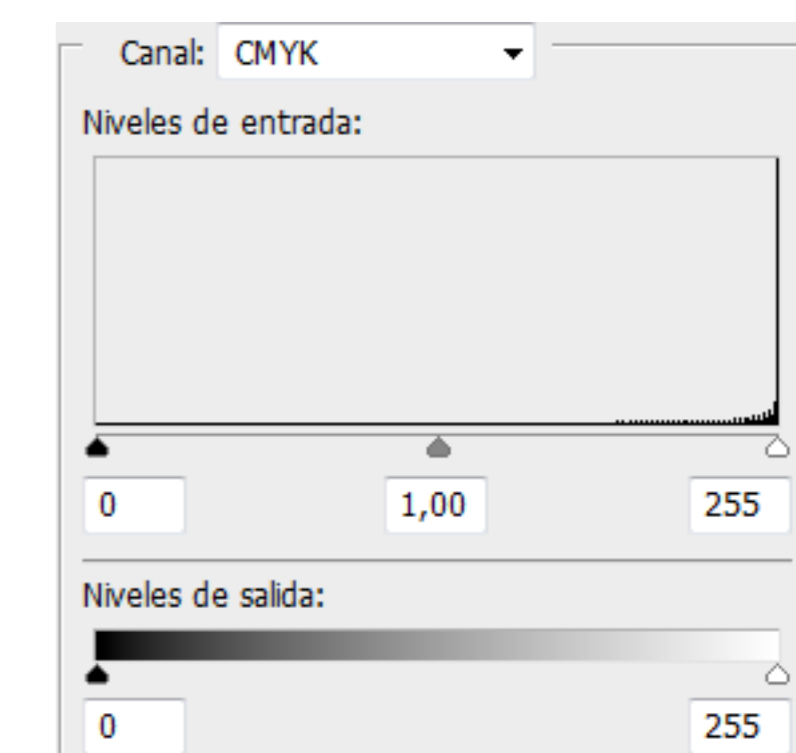 Canal: CMYK
Niveles de entrada:
0 1,00 255
Niveles de salida:
0 255